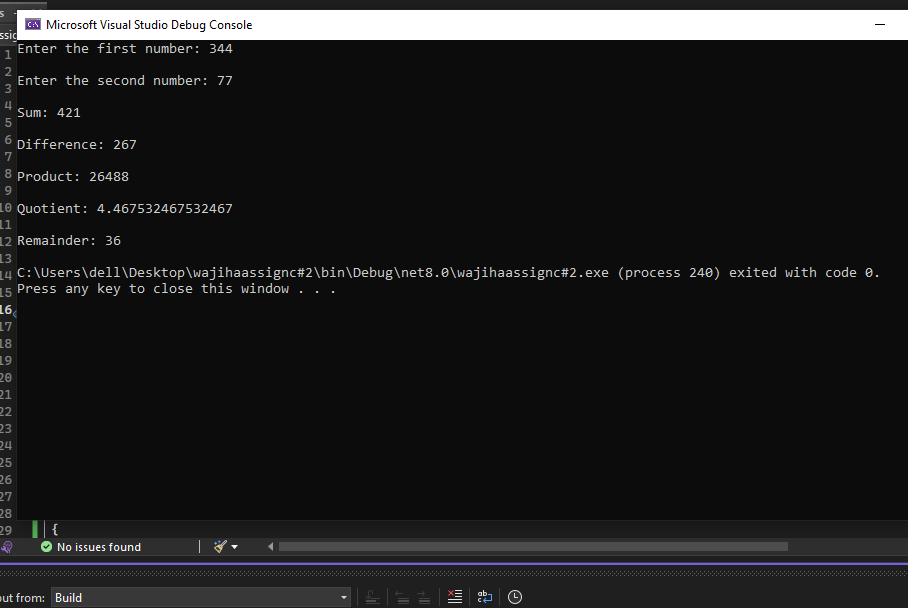 Microsoft Visual Studio Debug Console
Enter the first number: 344
Enter the second number: 77
Sum: 421
Difference: 267
Product: 26488
Quotient: 4.467532467532467
Remainder: 36
C:\Users\dell\Desktop\wajihaassignc#2\bin\Debug\net8.0\wajihaassignc#2.exe (process 240) exited with code 0.
Press any key to close this window . . .
1
2
3
4
5
6
7
8
9
10
11
12
13
14
15
16
17
18
19
20
21
22
23
24
25
26
27
28
29 {
No issues found
out from: Build